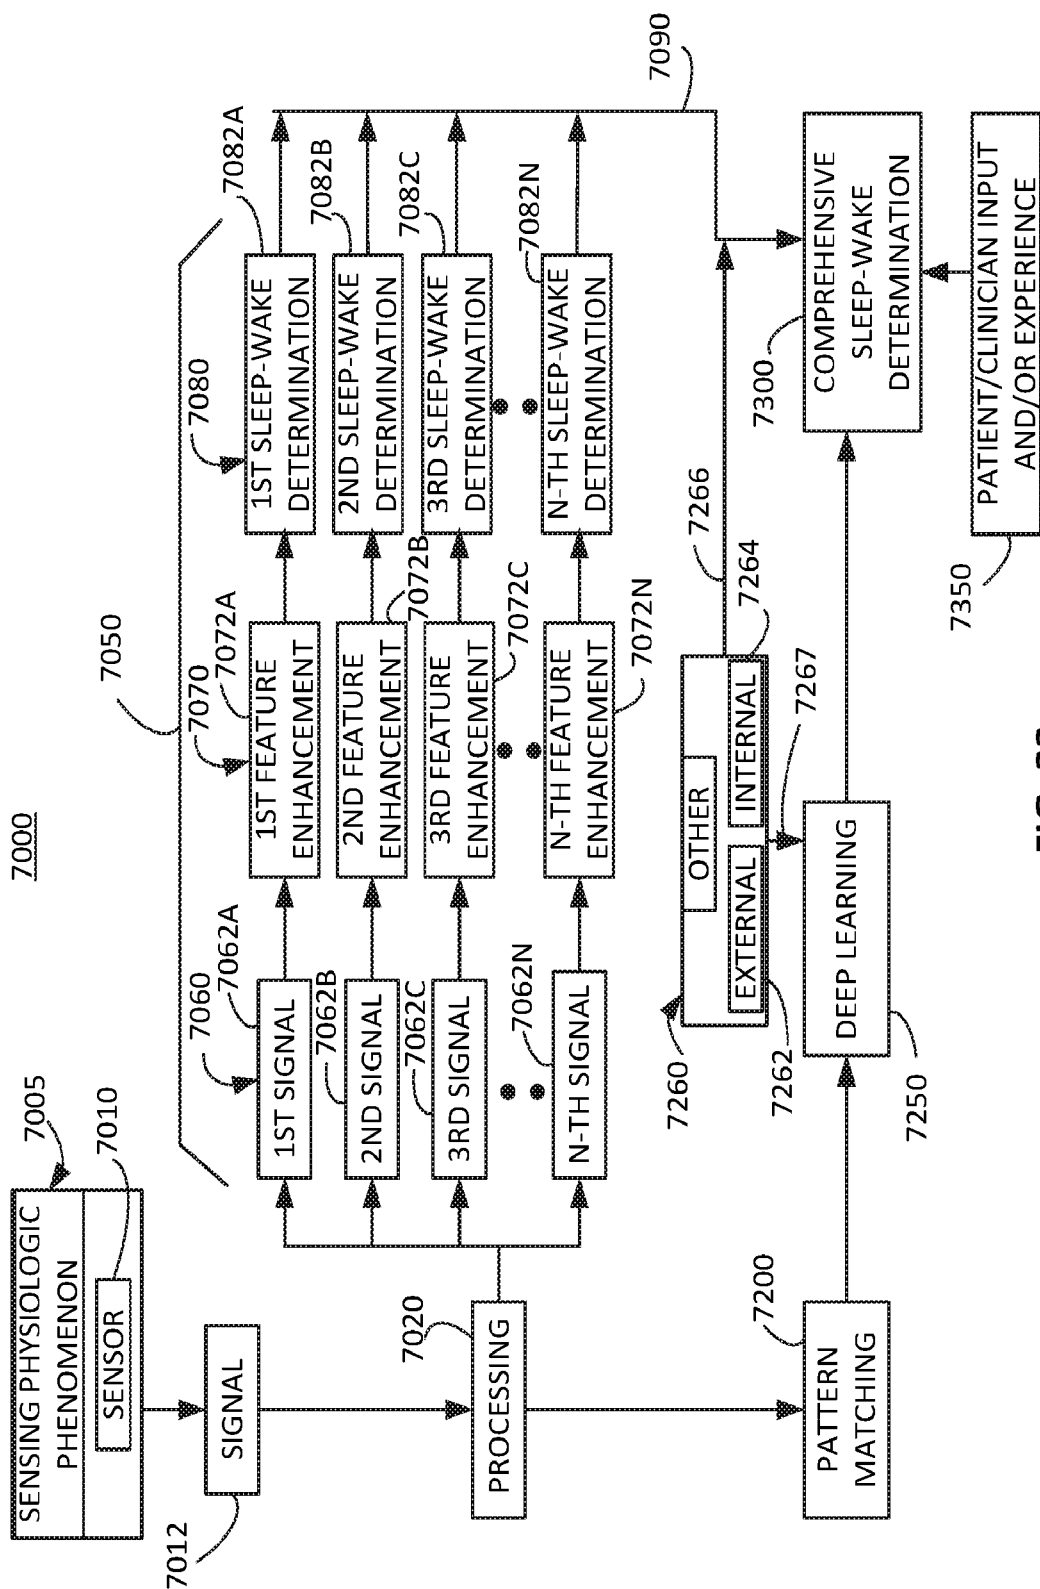 7000
SENSING PHYSIOLOGIC
PHENOMENON
7005
SENSOR
7010
SIGNAL
7012
PROCESSING
7020
7050
7060
7062A
1ST SIGNAL
7062B
2ND SIGNAL
7062C
3RD SIGNAL
7062N
N-TH SIGNAL
7070
7072A
1ST FEATURE
ENHANCEMENT
2ND FEATURE
ENHANCEMENT
7072B
3RD FEATURE
ENHANCEMENT
7072C
N-TH FEATURE
ENHANCEMENT
7072N
7080
7082A
1ST SLEEP-WAKE
DETERMINATION
7082B
2ND SLEEP-WAKE
DETERMINATION
7082C
3RD SLEEP-WAKE
DETERMINATION
7082N
N-TH SLEEP-WAKE
DETERMINATION
7090
7260
OTHER
EXTERNAL
INTERNAL
7262
7264
7266
7267
7200
PATTERN
MATCHING
DEEP LEARNING
7250
7300
COMPREHENSIVE
SLEEP-WAKE
DETERMINATION
7350
PATIENT/CLINICIAN INPUT
AND/OR EXPERIENCE